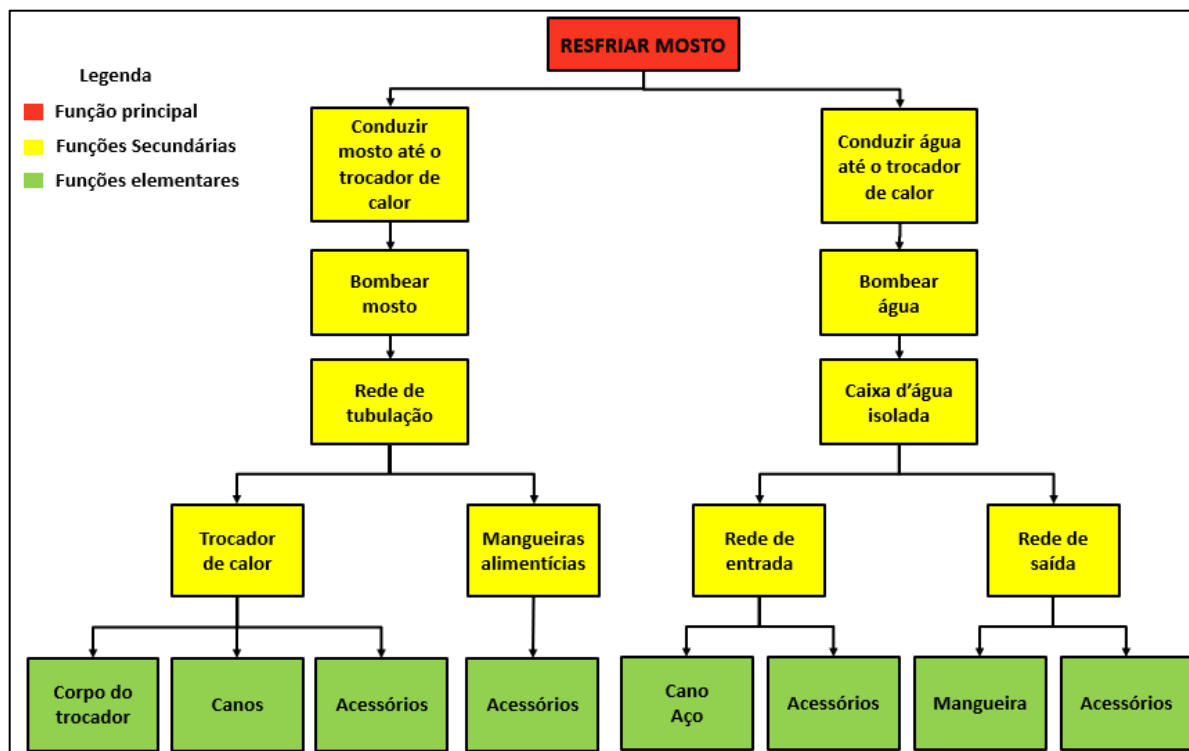 RESFRIAR MOSTO
Legenda
Função principal
Funções Secundárias
Funções elementares
Conduzir
mosto até o
trocador de
calor
Conduzir água
até o trocador
de calor
Bombear
mosto
Bombear
água
Rede de
tubulação
Caixa d’água
isolada
Trocador
de calor
Mangueiras
alimentícias
Rede de
entrada
Rede de
saída
Corpo do
trocador
Canos
Acessórios
Acessórios
Cano
Aço
Acessórios
Mangueira
Acessórios